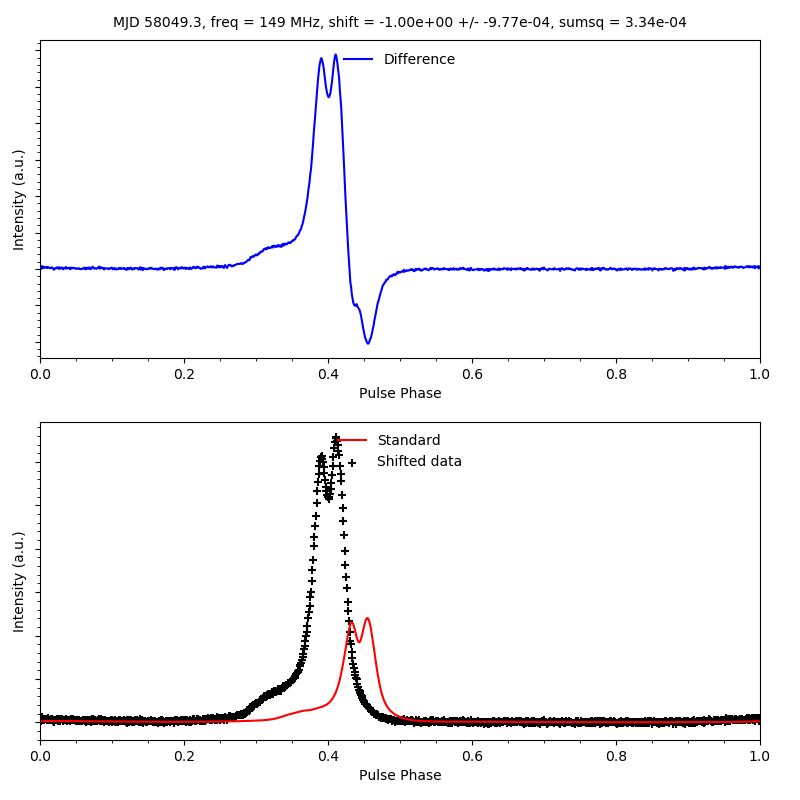 MJD 58049.3, freq = 149 MHz, shift = -1.00e+00 +/- -9.77e-04, sumsq = 3.34e-04
Difference
Intensity (a.u.)
0.0 0.2 0.4 0.6 0.8 1.0
Pulse Phase
Standard
Shifted data
Intensity (a.u.)
0.0 0.2 0.4 0.6 0.8 1.0
Pulse Phase